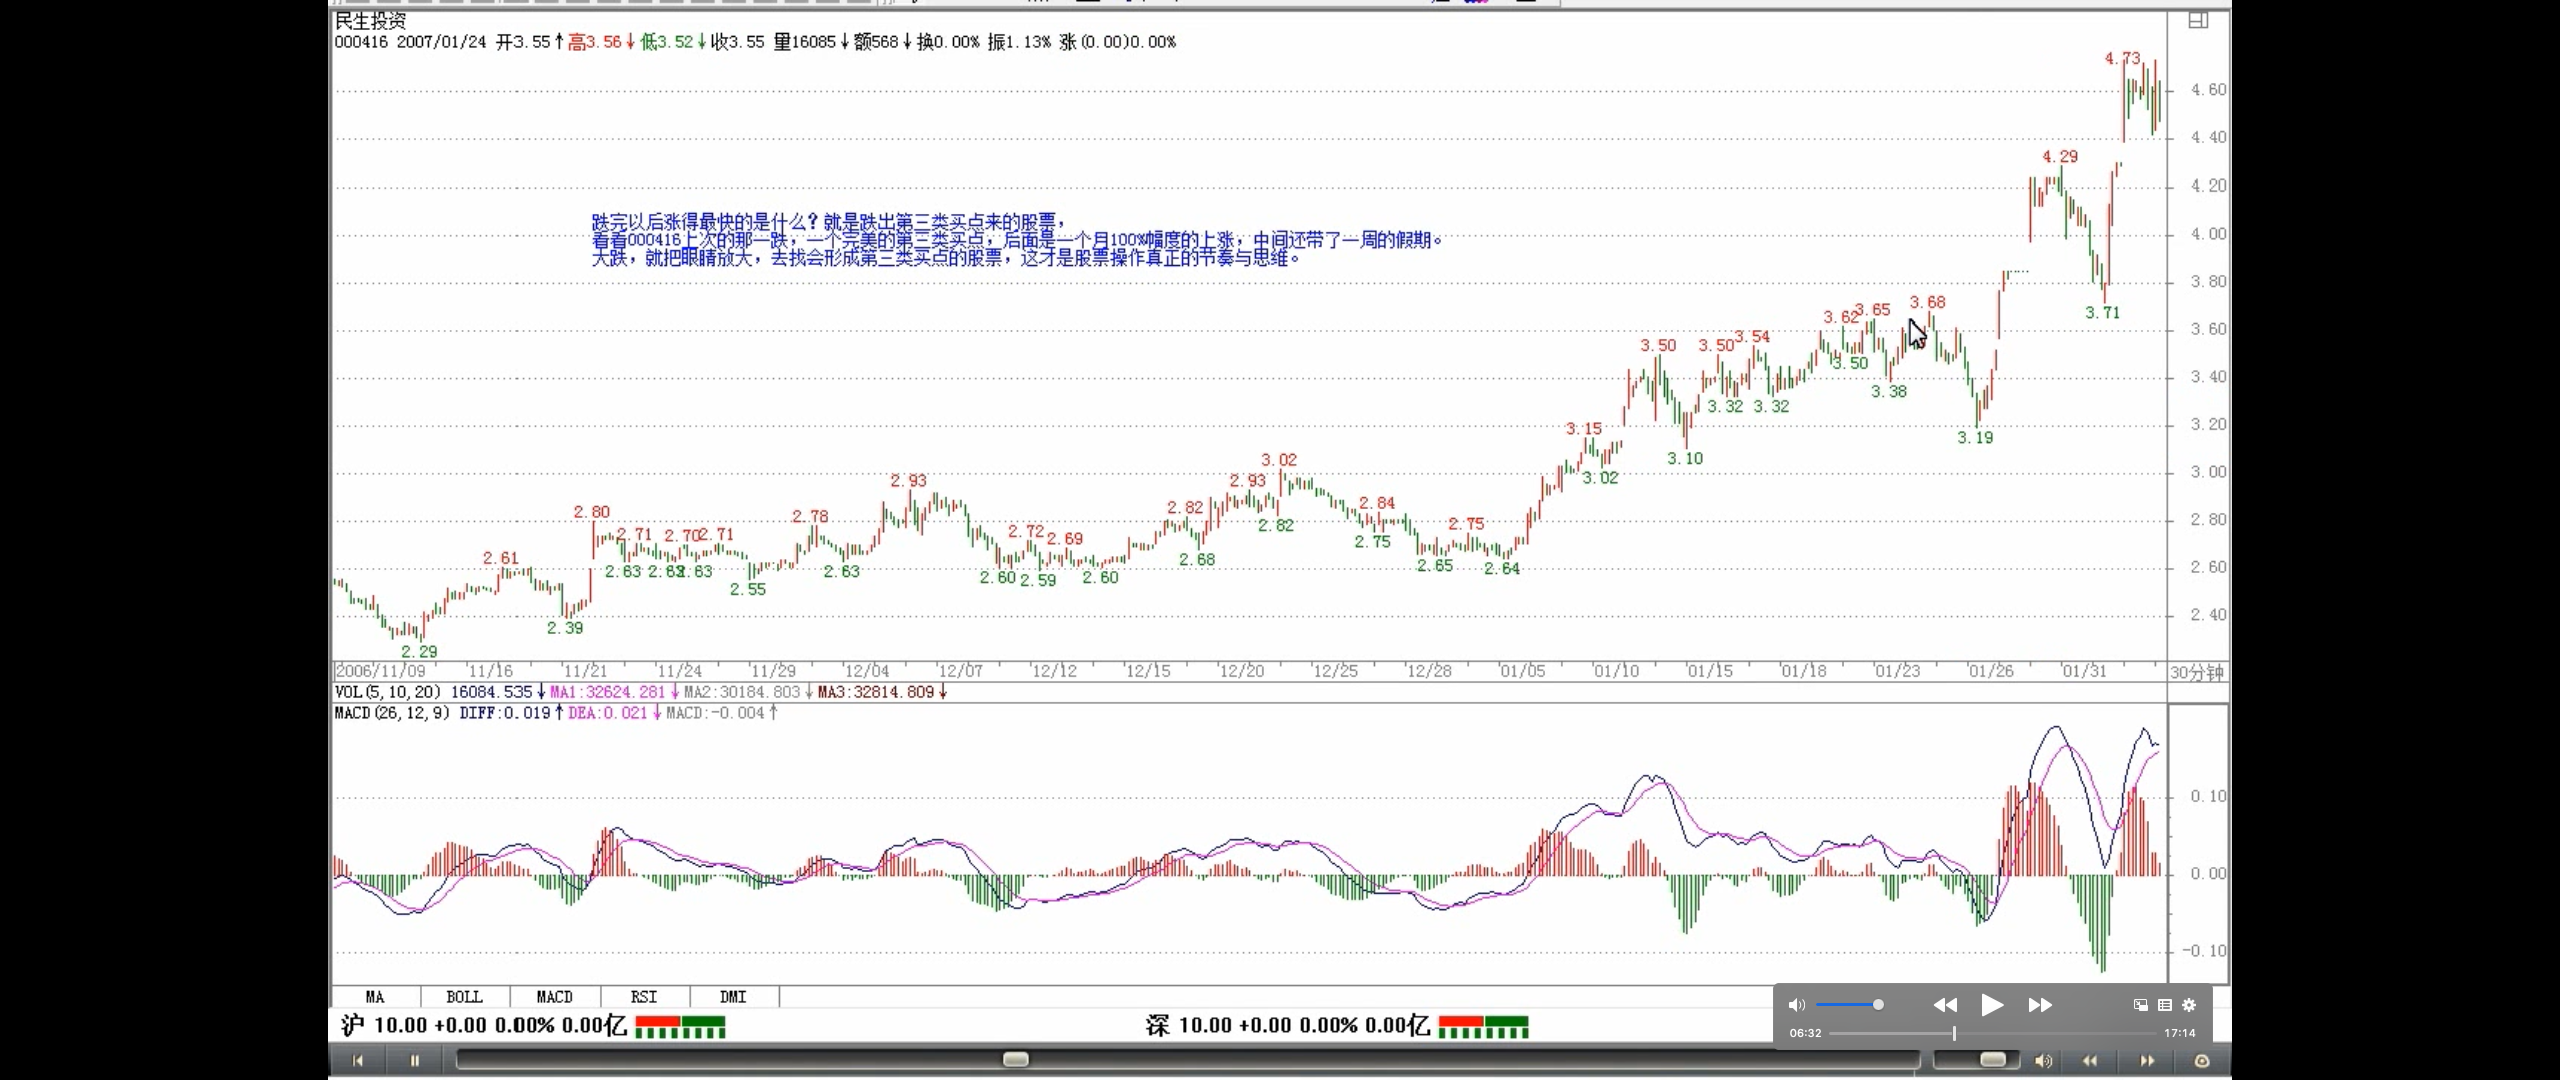 民生投资
000416 2007/01/24 开3.55↑高3.56↓低3.52↓收3.55 量16085↓额568↓换0.00% 振1.13% 涨(0.00)0.00%
4.73
4.60
4.40
4.29
4.20
跌完以后涨得最快的是什么？就是跌出第三类买点来的股票，
看看000416上次的那一跌，一个完美的第三类买点，后面是一个月100%幅度的上涨，中间还带了一周的假期。
大跌，就把眼睛放大，去找会形成第三类买点的股票，这才是股票操作真正的节奏与思维。
4.00
3.80
3.62 3.65 3.68 3.71
3.60
3.50 3.50 3.54 3.50
3.40
3.32 3.32 3.38
3.20
3.15 3.10 3.19
3.02 3.02 3.00
2.93 2.93
2.80 2.78 2.82 2.82 2.84 2.80
2.71 2.70 2.71 2.72 2.69 2.68 2.75 2.75
2.61 2.63 2.63 2.63 2.63 2.60 2.59 2.60 2.65 2.64 2.60
2.55
2.39 2.40
2.29
2006/11/09 11/16 11/21 11/24 11/29 12/04 12/07 12/12 12/15 12/20 12/25 12/28 01/05 01/10 01/15 01/18 01/23 01/26 01/31 30分钟
VOL(5,10,20) 16084.535↓MA1:32624.281↓MA2:30184.803↓MA3:32814.809↓
MACD(26,12,9) DIFF:0.019↑DEA:0.021↓MACD:-0.004↑
0.10
0.00
-0.10
MA BOLL MACD RSI DMI
沪 10.00 +0.00 0.00% 0.00亿 深 10.00 +0.00 0.00% 0.00亿
06:32 17:14